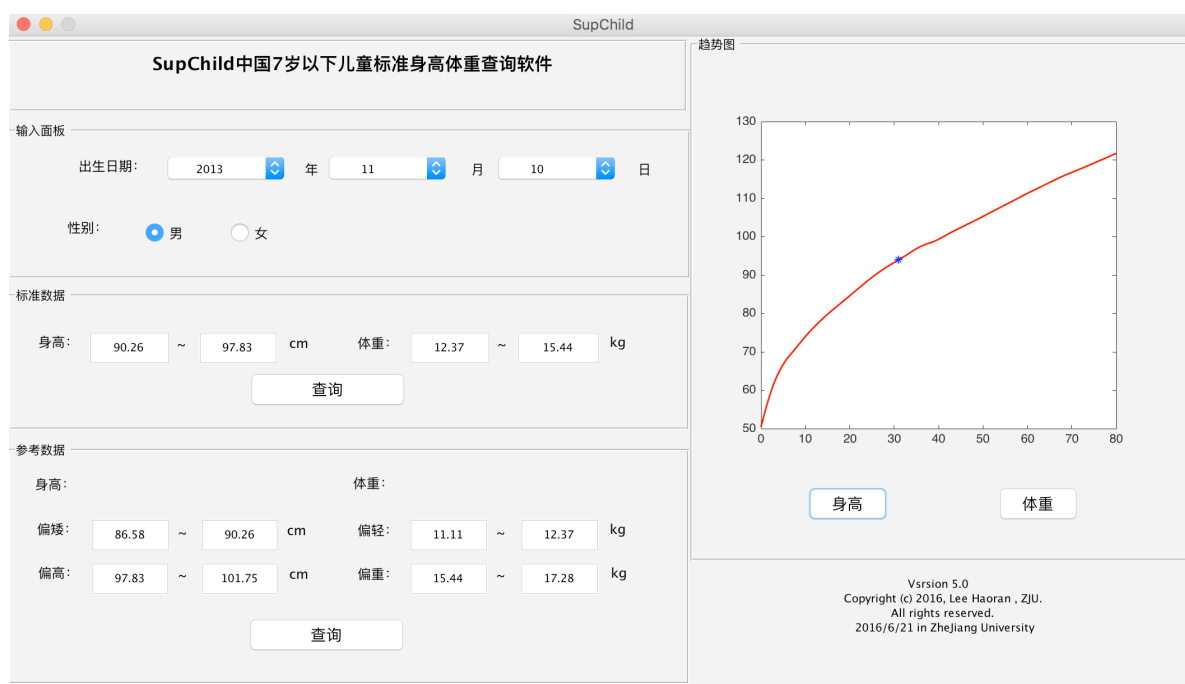 SupChild
SupChild中国7岁以下儿童标准身高体重查询软件
输入面板
出生日期: 2013 年 11 月 10 日
性别: 男 女
标准数据
身高: 90.26 ~ 97.83 cm 体重: 12.37 ~ 15.44 kg
查询
参考数据
身高: 体重:
偏矮: 86.58 ~ 90.26 cm 偏轻: 11.11 ~ 12.37 kg
偏高: 97.83 ~ 101.75 cm 偏重: 15.44 ~ 17.28 kg
查询
趋势图
130
120
110
100
90
80
70
60
50
0 10 20 30 40 50 60 70 80
身高 体重
Vsrsion 5.0
Copyright (c) 2016, Lee Haoran , ZJU.
All rights reserved.
2016/6/21 in ZheJiang University